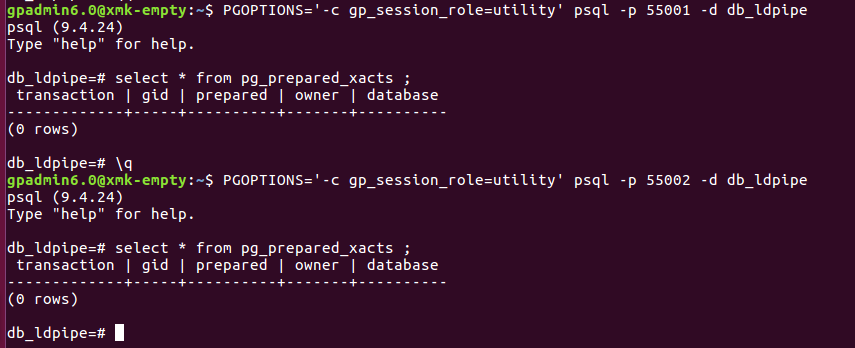 gpadmin6.0@xmk-empty:~$ PGOPTIONS='-c gp_session_role=utility' psql -p 55001 -d db_ldpipe
psql (9.4.24)
Type "help" for help.
db_ldpipe=# select * from pg_prepared_xacts ;
 transaction | gid | prepared | owner | database
-------------+-----+----------+-------+----------
(0 rows)
db_ldpipe=# \q
gpadmin6.0@xmk-empty:~$ PGOPTIONS='-c gp_session_role=utility' psql -p 55002 -d db_ldpipe
psql (9.4.24)
Type "help" for help.
db_ldpipe=# select * from pg_prepared_xacts ;
 transaction | gid | prepared | owner | database
-------------+-----+----------+-------+----------
(0 rows)
db_ldpipe=#